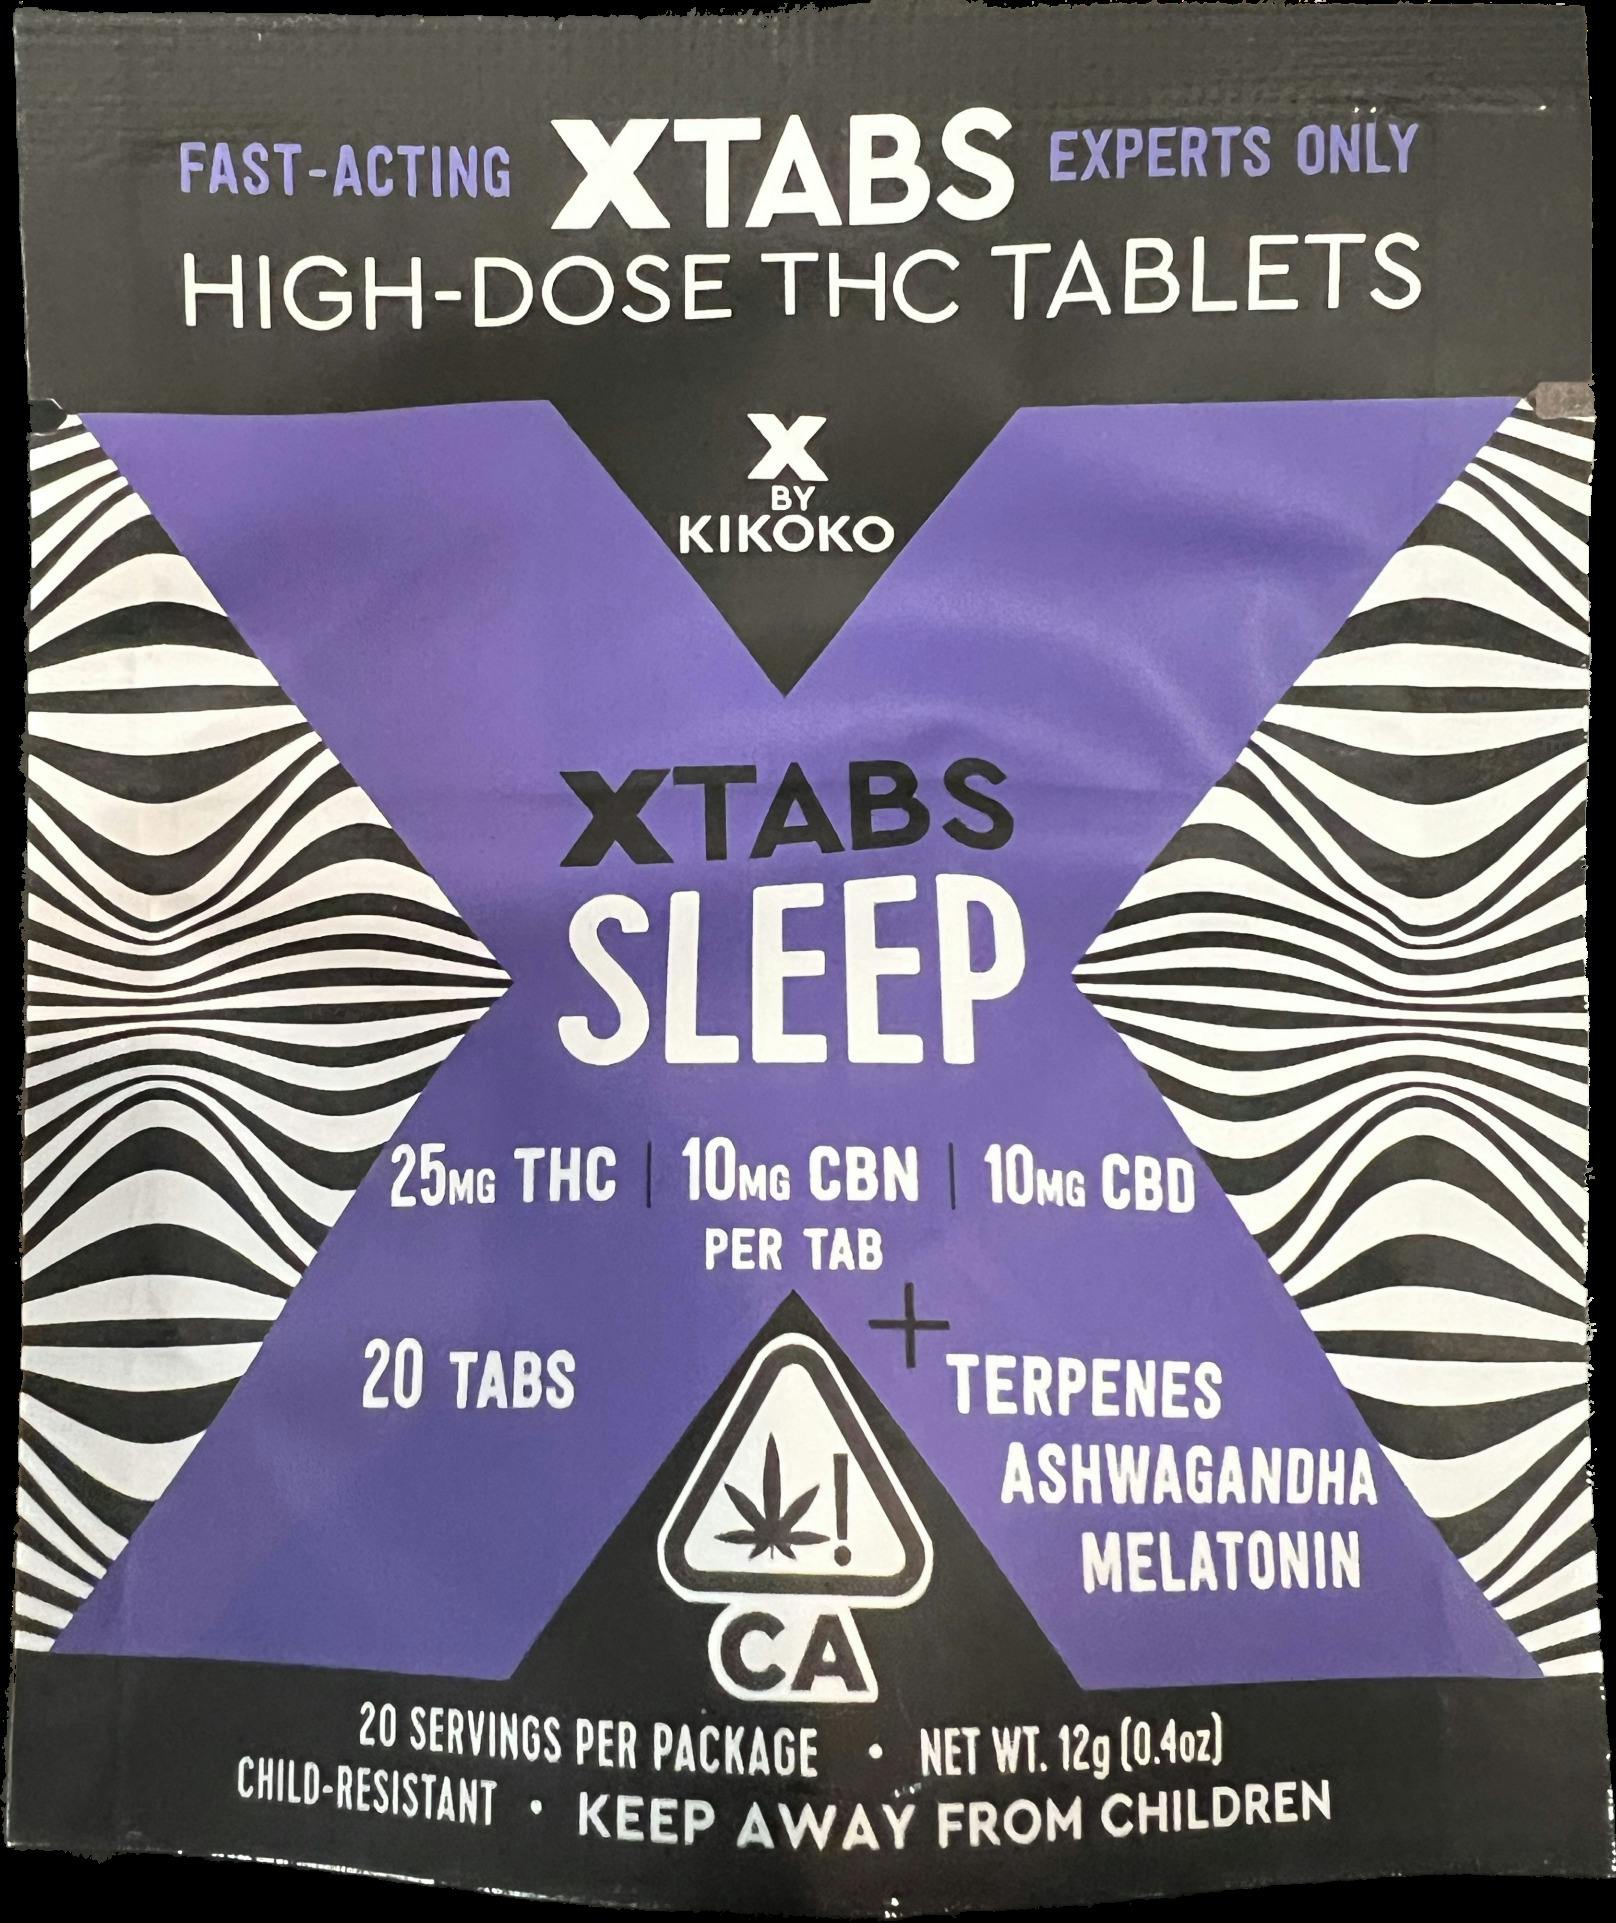 FAST-ACTING XTABS EXPERTS ONLY
HIGH-DOSE THC TABLETS
X
BY
KIKOKO
XTABS
SLEEP
25MG THC | 10MG CBN | 10MG CBD
PER TAB
+
20 TABS
TERPENES
ASHWAGANDHA
MELATONIN
!
CA
20 SERVINGS PER PACKAGE • NET WT. 12g (0.4oz)
CHILD-RESISTANT • KEEP AWAY FROM CHILDREN